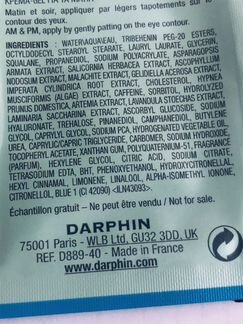 Matin et soir, appliquer par légers tapotements sur le
contour des yeux.
AM & PM, apply by gently patting on the eye contour.
INGREDIENTS : WATER/AQUA/EAU, TRIBEHENIN PEG-20 ESTERS,
OCTYLDODECYL STEAROYL STEARATE, LAURYL LAURATE, GLYCERIN,
SQUALANE, PROPANEDIOL, SODIUM POLYACRYLATE, ASPARAGOPSIS
ARMATA EXTRACT, SALICORNIA HERBACEA EXTRACT, ASCOPHYLLUM
NODOSUM EXTRACT, MALACHITE EXTRACT, GELIDIELLA ACEROSA EXTRACT,
IMPERATA CYLINDRICA ROOT EXTRACT, CHOLESTEROL, HYPNEA
MUSCIFORMIS EXTRACT, ALGAE EXTRACT, CAFFEINE, SORBITOL, HYDROLYZED
PRUNUS DOMESTICA, ARTEMIA EXTRACT, LAVANDULA STOECHAS EXTRACT,
LAMINARIA SACCHARINA EXTRACT, ASCORBYL GLUCOSIDE, SODIUM
HYALURONATE, TREHALOSE, PINANEDIOL, CAMPHANEDIOL, BUTYLENE
GLYCOL, CAPRYLYL GLYCOL, SODIUM PCA, HYDROGENATED VEGETABLE OIL,
UREA, CAPRYLIC/CAPRIC TRIGLYCERIDE, CARBOMER, SODIUM HYDROXIDE,
TOCOPHERYL ACETATE, XANTHAN GUM, POLYQUATERNIUM-51, FRAGRANCE
(PARFUM), HEXYLENE GLYCOL, CITRIC ACID, SODIUM CITRATE,
TETRASODIUM EDTA, BHT, PHENOXYETHANOL, HYDROXYCITRONELLAL,
HEXYL CINNAMAL, LIMONENE, LINALOOL, ALPHA-ISOMETHYL IONONE,
CITRONELLOL, BLUE 1 (CI 42090) <ILN43093>.
Échantillon gratuit – Ne peut être vendu / Not for sale.
DARPHIN
75001 Paris - WLB Ltd, GU32 3DD, UK
REF. D889-40 - Made in France
www.darphin.com